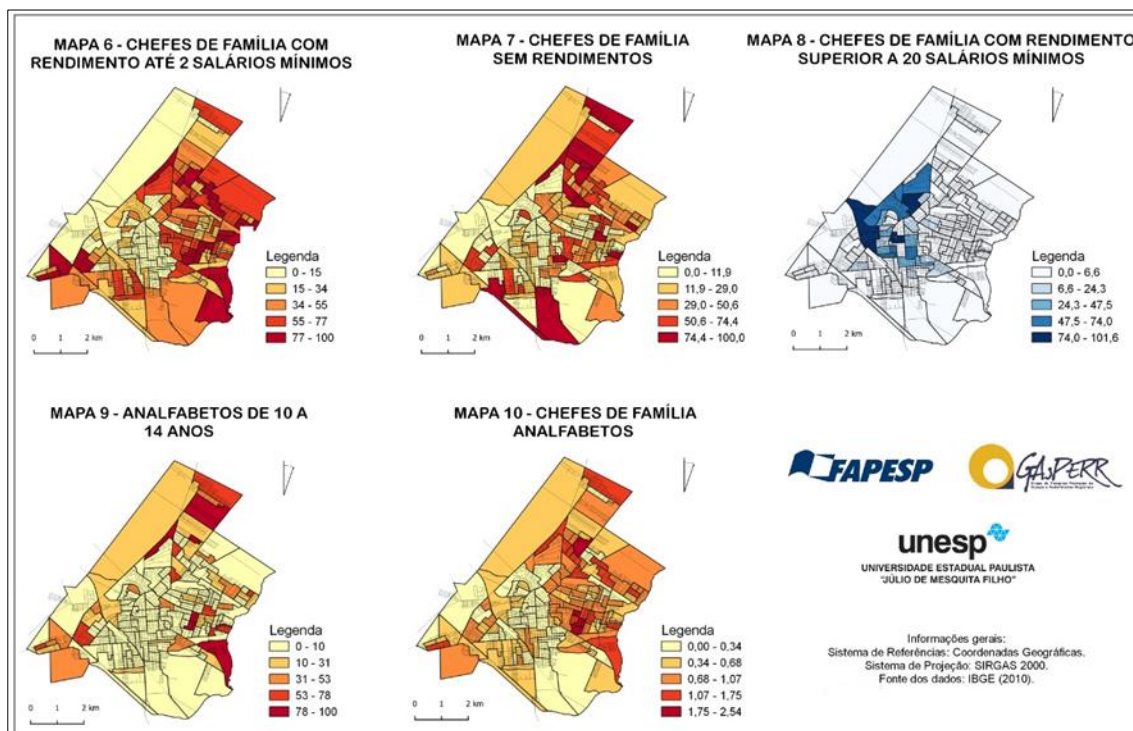 MAPA 6 - CHEFES DE FAMÍLIA COM
RENDIMENTO ATÉ 2 SALÁRIOS MÍNIMOS
Legenda
0 - 15
15 - 34
34 - 55
55 - 77
77 - 100
0 1 2 km
MAPA 7 - CHEFES DE FAMÍLIA
SEM RENDIMENTOS
Legenda
0,0 - 11,9
11,9 - 29,0
29,0 - 50,6
50,6 - 74,4
74,4 - 100,0
0 1 2 km
MAPA 8 - CHEFES DE FAMÍLIA COM RENDIMENTO
SUPERIOR A 20 SALÁRIOS MÍNIMOS
Legenda
0,0 - 6,6
6,6 - 24,3
24,3 - 47,5
47,5 - 74,0
74,0 - 101,6
0 1 2 km
MAPA 9 - ANALFABETOS DE 10 A
14 ANOS
Legenda
0 - 10
10 - 31
31 - 53
53 - 78
78 - 100
0 1 2 km
MAPA 10 - CHEFES DE FAMÍLIA
ANALFABETOS
Legenda
0,00 - 0,34
0,34 - 0,68
0,68 - 1,07
1,07 - 1,75
1,75 - 2,54
0 1 2 km
FAPESP
GAsPERR
unesp
UNIVERSIDADE ESTADUAL PAULISTA
"JÚLIO DE MESQUITA FILHO"
Informações gerais:
Sistema de Referências: Coordenadas Geográficas.
Sistema de Projeção: SIRGAS 2000.
Fonte dos dados: IBGE (2010).